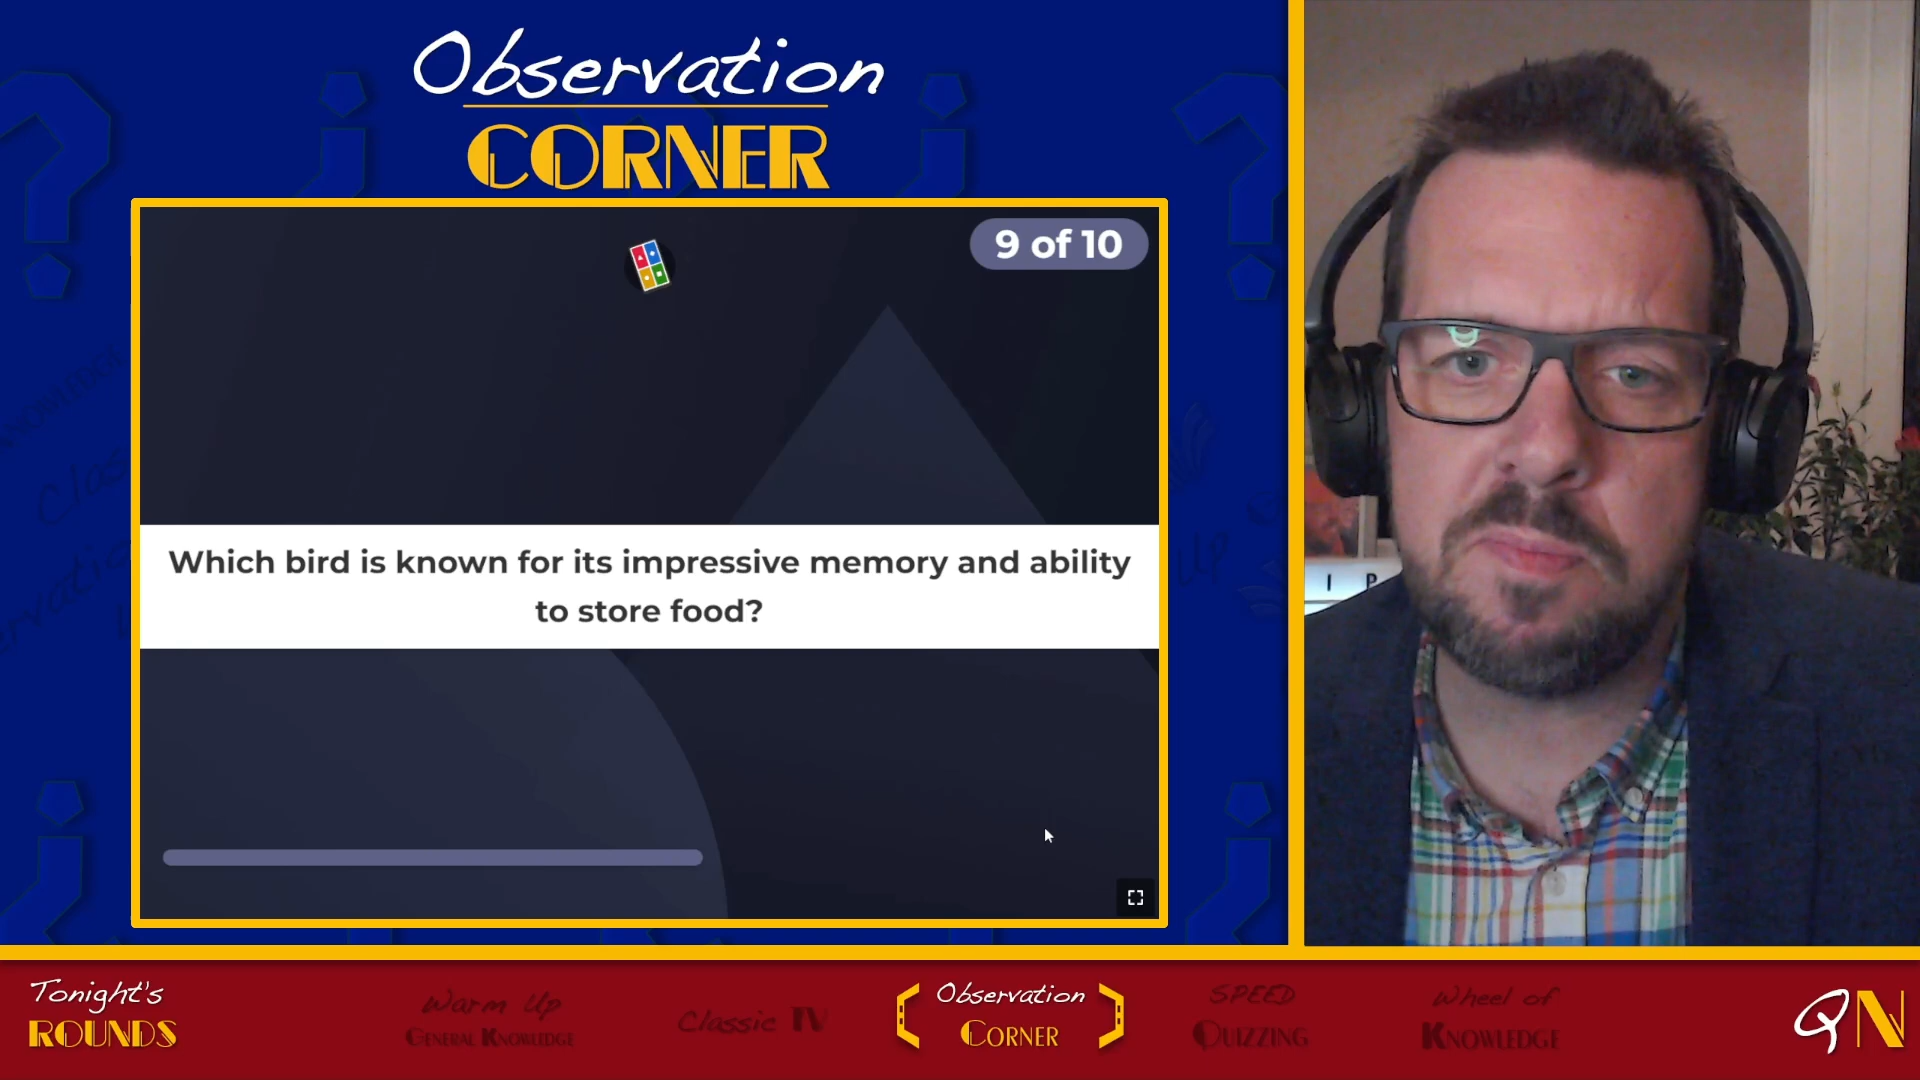 Observation
CORNER
9 of 10
Which bird is known for its impressive memory and ability
to store food?
I P
Tonight's
ROUNDS
Warm Up
GENERAL KNOWLEDGE
Classic TV
Observation
CORNER
SPEED
QUIZZING
Wheel of
KNOWLEDGE
QN